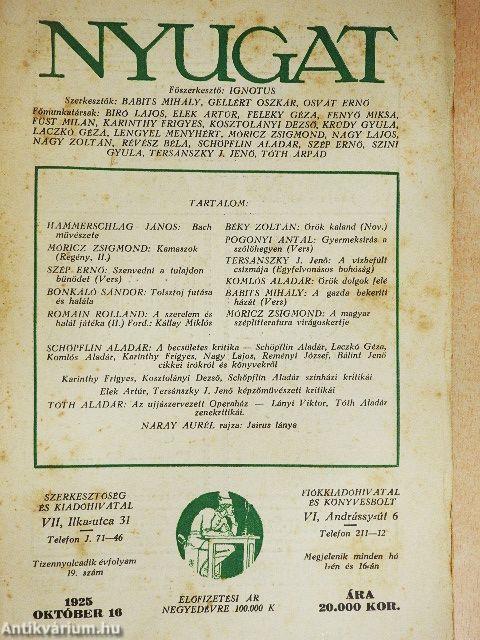 NYUGAT
Főszerkesztő: IGNOTUS
Szerkesztők: BABITS MIHÁLY, GELLÉRT OSZKÁR, OSVÁT ERNŐ
Főmunkatársak: BIRÓ LAJOS, ELEK ARTÚR, FELEKY GÉZA, FENYŐ MIKSA,
FÜST MILÁN, KARINTHY FRIGYES, KOSZTOLÁNYI DEZSŐ, KRÚDY GYULA,
LACZKÓ GÉZA, LENGYEL MENYHÉRT, MÓRICZ ZSIGMOND, NAGY LAJOS,
NAGY ZOLTÁN, RÉVÉSZ BÉLA, SCHÖPFLIN ALADÁR, SZÉP ERNŐ, SZINI
GYULA, TERSÁNSZKY J. JENŐ, TÓTH ÁRPÁD
TARTALOM:
HAMMERSCHLAG JÁNOS: Bach
művészete
MÓRICZ ZSIGMOND: Kamaszok
(Regény, II.)
SZÉP ERNŐ: Szenvedni a tulajdon
bűnödet (Vers)
BONKÁLÓ SÁNDOR: Tolsztoj futása
és halála
ROMAIN ROLLAND: A szerelem és
halál játéka (II.) Ford.: Kállay Miklós
BÉKY ZOLTÁN: Örök kaland (Nov.)
POGONYI ANTAL: Gyermeksírás a
szőlőhegyen (Vers)
TERSÁNSZKY J. Jenő: A vízbefúlt
csizmája (Egyfelvonásos bohóság)
KOMLÓS ALADÁR: Örök dolgok felé
BABITS MIHÁLY: A gazda bekeríti
házát (Vers)
MÓRICZ ZSIGMOND: A magyar
széplitteratura virágoskertje
SCHÖPFLIN ALADÁR: A becsületes kritika — Schöpflin Aladár, Laczkó Géza,
Komlós Aladár, Karinthy Frigyes, Nagy Lajos, Reményi József, Bálint Jenő
cikkei írókról és könyvekről
Karinthy Frigyes, Kosztolányi Dezső, Schöpflin Aladár színházi kritikái
Elek Artúr, Tersánszky J. Jenő képzőművészeti kritikái
TÓTH ALADÁR: Az ujjászervezett Operaház — Lányi Viktor, Tóth Aladár
zenekritikái.
NÁRAY AURÉL rajza: Jairus lánya
SZERKESZTŐSÉG
ÉS KIADÓHIVATAL
VII, Ilka-utca 31
Telefon J. 71—46
Tizennyolcadik évfolyam
19. szám
1925
OKTÓBER 16
ELŐFIZETÉSI ÁR
NEGYEDÉVRE 100.000 K
FIÓKKIADÓHIVATAL
ÉS KÖNYVESBOLT
VI, Andrássy-út 6
Telefon 211—12
Megjelenik minden hó
1-én és 16-án
ÁRA
20.000 KOR.
Antikvárium.hu